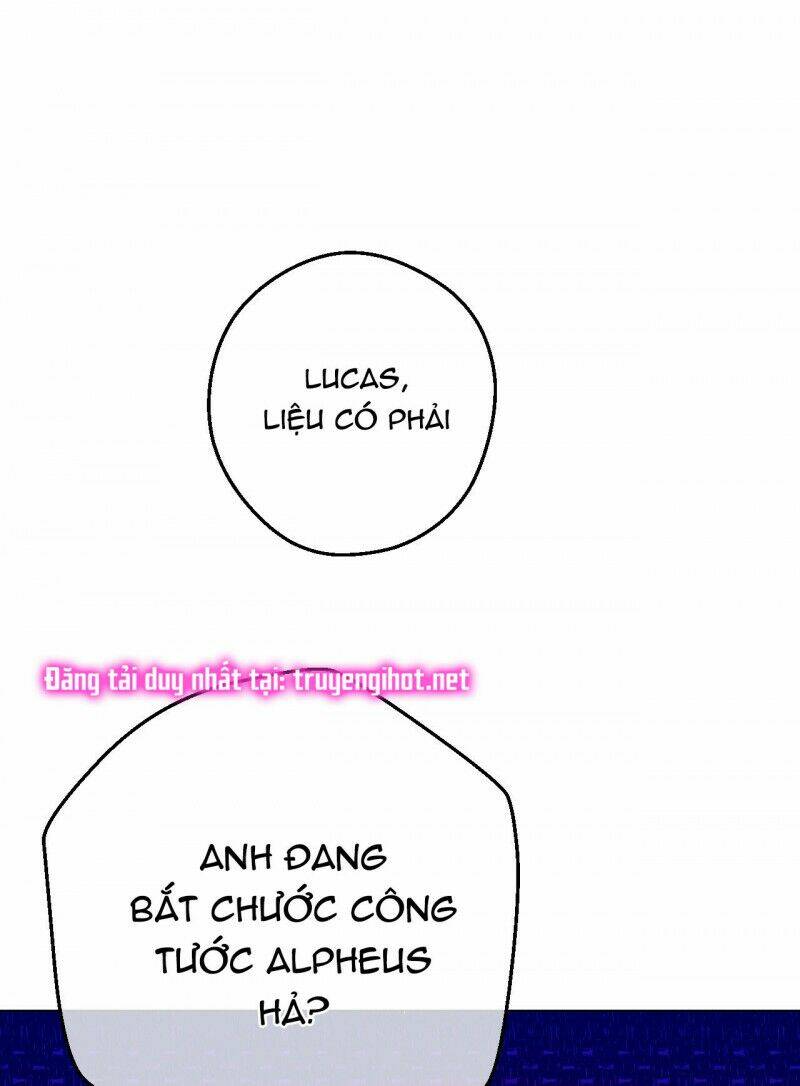 LUCAS,
LIỆU CÓ PHẢI
Đăng tải duy nhất tại: truyengihot.net
ANH ĐANG
BẮT CHƯỚC CÔNG
TƯỚC ALPHEUS
HẢ?